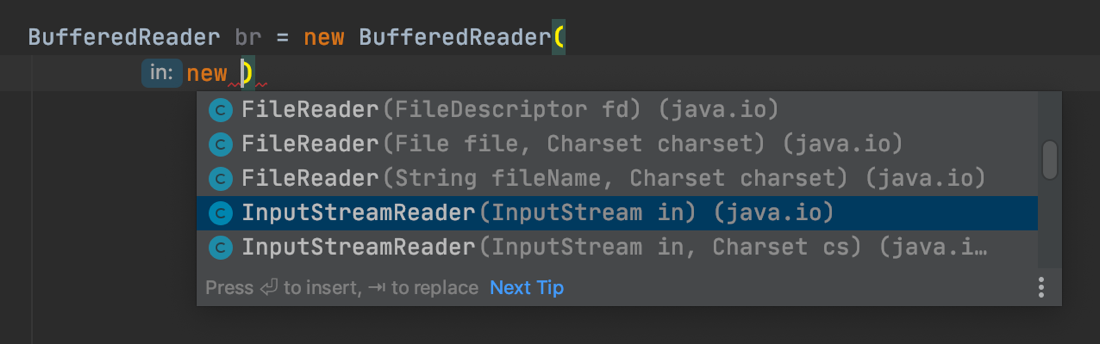 BufferedReader br = new BufferedReader(
in: new )
C FileReader(FileDescriptor fd) (java.io)
C FileReader(File file, Charset charset) (java.io)
C FileReader(String fileName, Charset charset) (java.io)
C InputStreamReader(InputStream in) (java.io)
C InputStreamReader(InputStream in, Charset cs) (java.i…
Press ⏎ to insert, ⇥ to replace Next Tip